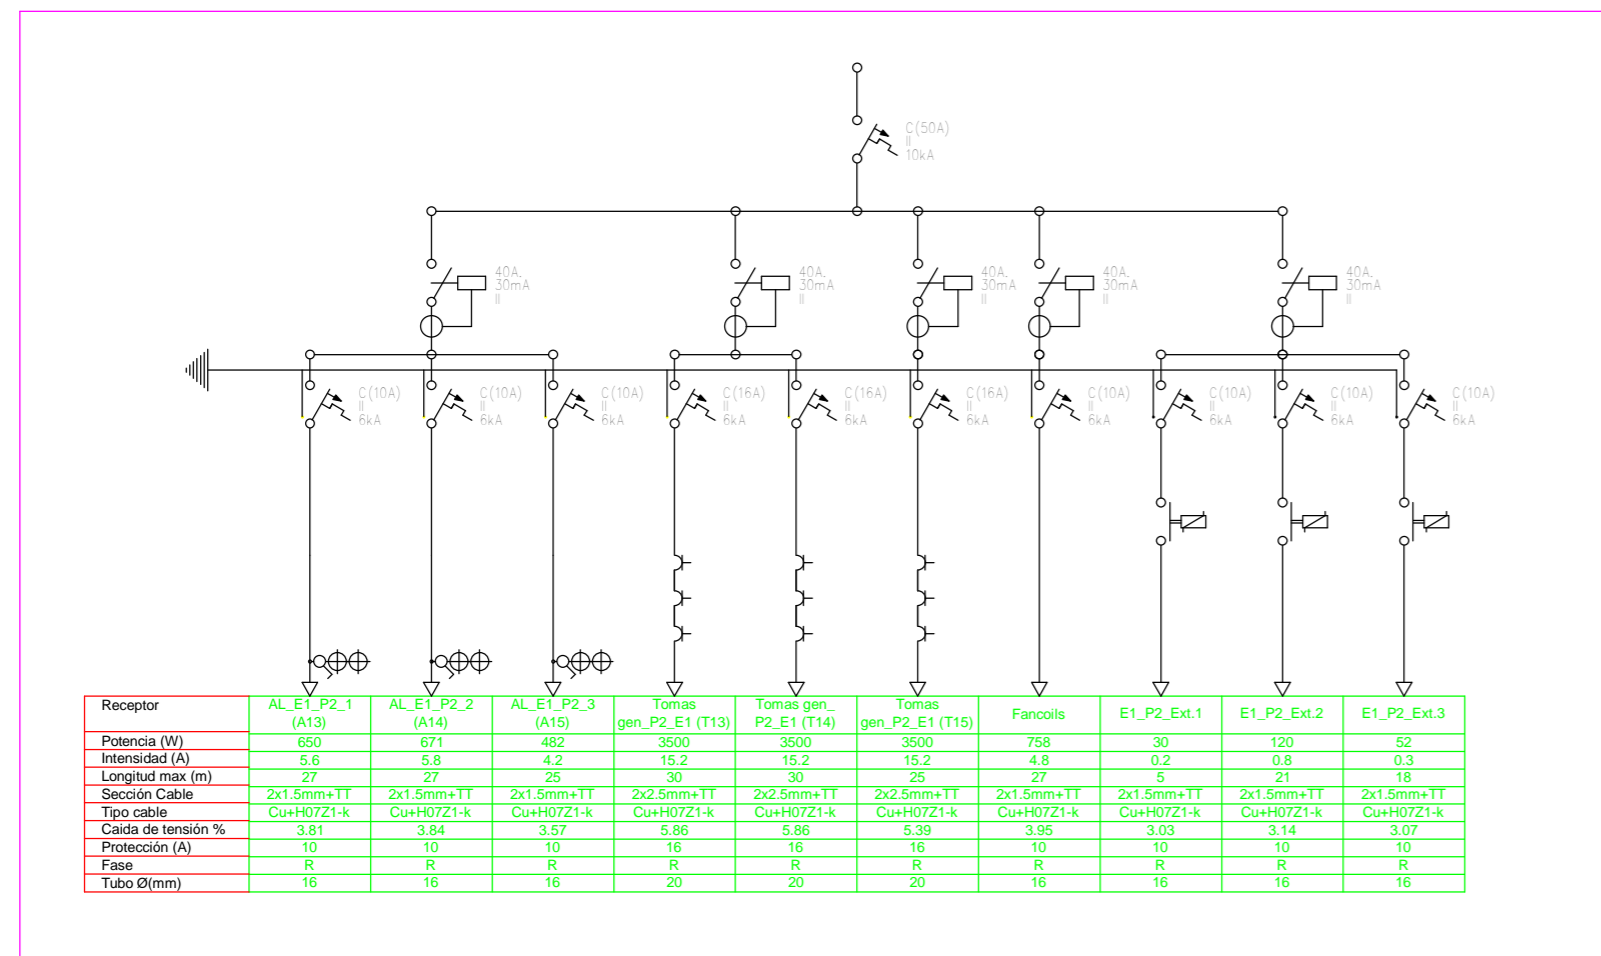 C(50A)
II
10kA
40A.
30mA
II
40A.
30mA
II
40A.
30mA
II
40A.
30mA
II
40A.
30mA
II
C(10A)
II
6kA
C(10A)
II
6kA
C(10A)
II
6kA
C(16A)
II
6kA
C(16A)
II
6kA
C(16A)
II
6kA
C(10A)
II
6kA
C(10A)
II
6kA
C(10A)
II
6kA
C(10A)
II
6kA
Receptor AL_E1_P2_1 AL_E1_P2_2 AL_E1_P2_3 Tomas Tomas gen_ Tomas Fancoils E1_P2_Ext.1 E1_P2_Ext.2 E1_P2_Ext.3
(A13) (A14) (A15) gen_P2_E1 (T13) P2_E1 (T14) gen_P2_E1 (T15)
Potencia (W) 650 671 482 3500 3500 3500 758 30 120 52
Intensidad (A) 5.6 5.8 4.2 15.2 15.2 15.2 4.8 0.2 0.8 0.3
Longitud max (m) 27 27 25 30 30 25 27 5 21 18
Sección Cable 2x1.5mm+TT 2x1.5mm+TT 2x1.5mm+TT 2x2.5mm+TT 2x2.5mm+TT 2x2.5mm+TT 2x1.5mm+TT 2x1.5mm+TT 2x1.5mm+TT 2x1.5mm+TT
Tipo cable Cu+H07Z1-k Cu+H07Z1-k Cu+H07Z1-k Cu+H07Z1-k Cu+H07Z1-k Cu+H07Z1-k Cu+H07Z1-k Cu+H07Z1-k Cu+H07Z1-k Cu+H07Z1-k
Caida de tensión % 3.81 3.84 3.57 5.86 5.86 5.39 3.95 3.03 3.14 3.07
Protección (A) 10 10 10 16 16 16 10 10 10 10
Fase R R R R R R R R R R
Tubo Ø(mm) 16 16 16 20 20 20 16 16 16 16